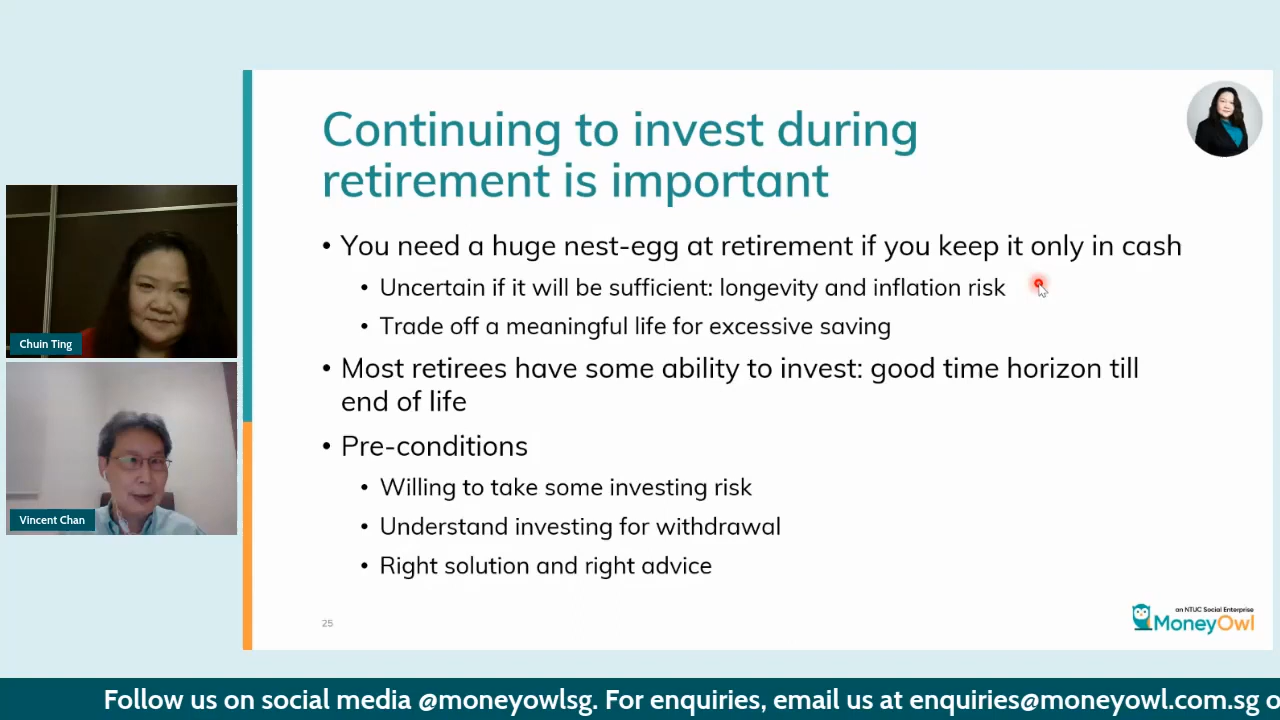 Continuing to invest during
retirement is important
• You need a huge nest-egg at retirement if you keep it only in cash
• Uncertain if it will be sufficient: longevity and inflation risk
• Trade off a meaningful life for excessive saving
• Most retirees have some ability to invest: good time horizon till
end of life
• Pre-conditions
• Willing to take some investing risk
• Understand investing for withdrawal
• Right solution and right advice
25
an NTUC Social Enterprise
MoneyOwl
Chuin Ting
Vincent Chan
Follow us on social media @moneyowlsg. For enquiries, email us at enquiries@moneyowl.com.sg o